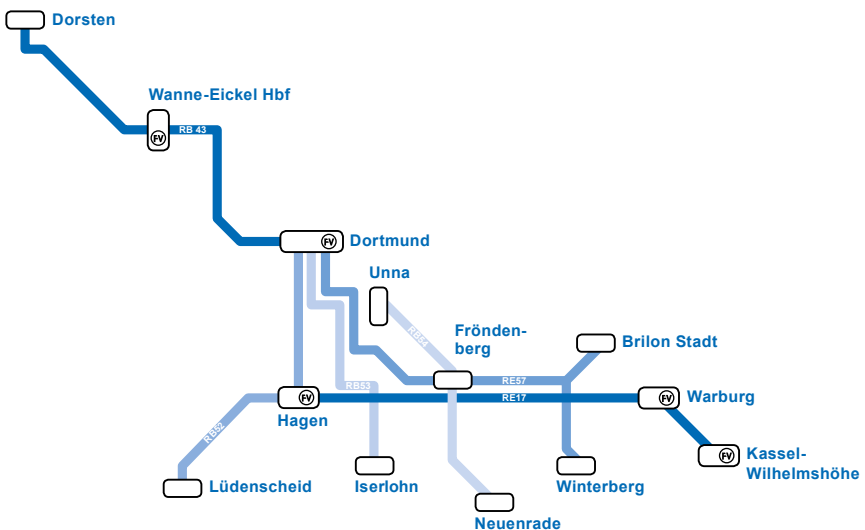 Dorsten
Wanne-Eickel Hbf
FV
RB 43
FV
Dortmund
Unna
RB54
Frönden-
berg
Brilon Stadt
RE57
RB53
FV
RE17
FV
Warburg
Hagen
RB52
FV
Kassel-
Wilhelmshöhe
Lüdenscheid
Iserlohn
Winterberg
Neuenrade